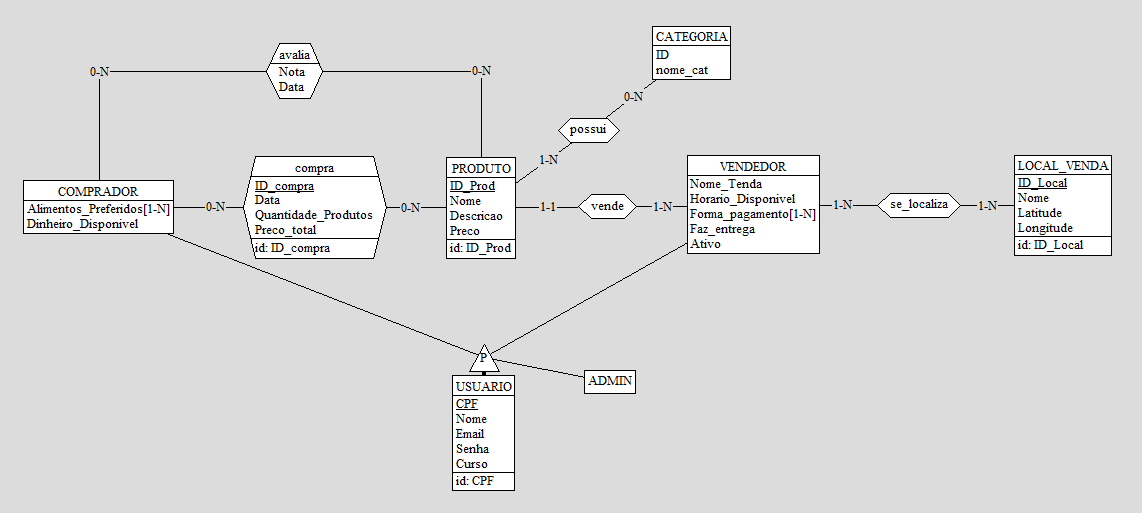 CATEGORIA
ID
nome_cat
avalia
Nota
Data
0-N
0-N
0-N
possui
1-N
compra
ID_compra
Data
Quantidade_Produtos
Preco_total
id: ID_compra
PRODUTO
ID_Prod
Nome
Descricao
Preco
id: ID_Prod
VENDEDOR
Nome_Tenda
Horario_Disponivel
Forma_pagamento[1-N]
Faz_entrega
Ativo
LOCAL_VENDA
ID_Local
Nome
Latitude
Longitude
id: ID_Local
COMPRADOR
Alimentos_Preferidos[1-N]
Dinheiro_Disponivel
0-N
0-N
1-1
vende
1-N
1-N
se_localiza
1-N
P
ADMIN
USUARIO
CPF
Nome
Email
Senha
Curso
id: CPF